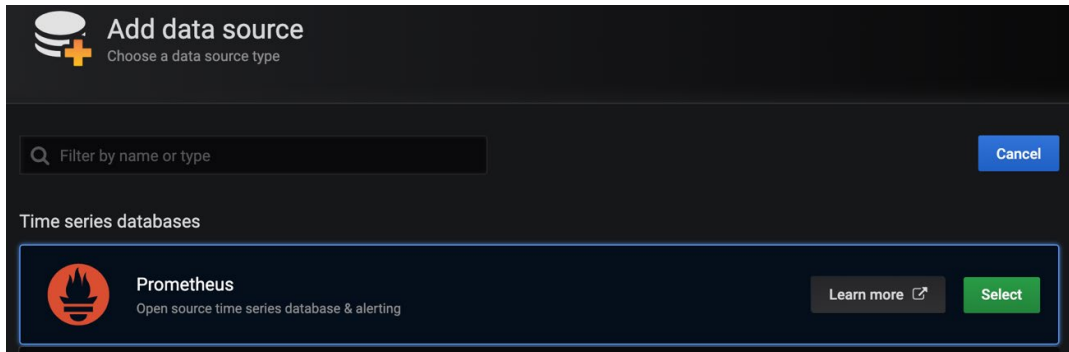 Add data source
Choose a data source type
Filter by name or type
Cancel
Time series databases
Prometheus
Open source time series database & alerting
Learn more
Select